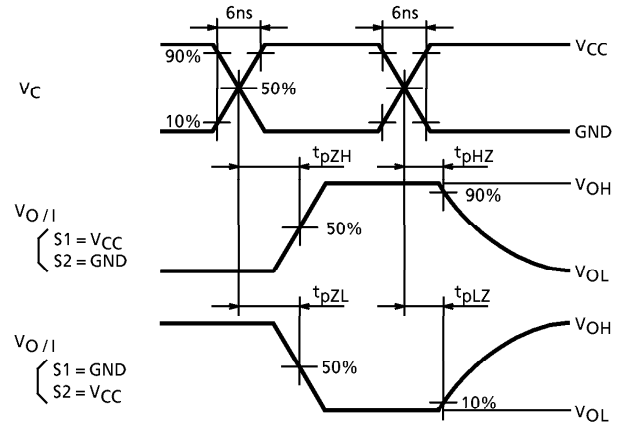 6ns 6ns
90% VCC
VC 50%
10% GND
tpZH tpHZ
VOH
90%
VO/I
S1 = VCC 50%
S2 = GND
VOL
tpZL tpLZ
VOH
VO/I
S1 = GND 50%
S2 = VCC
10%
VOL